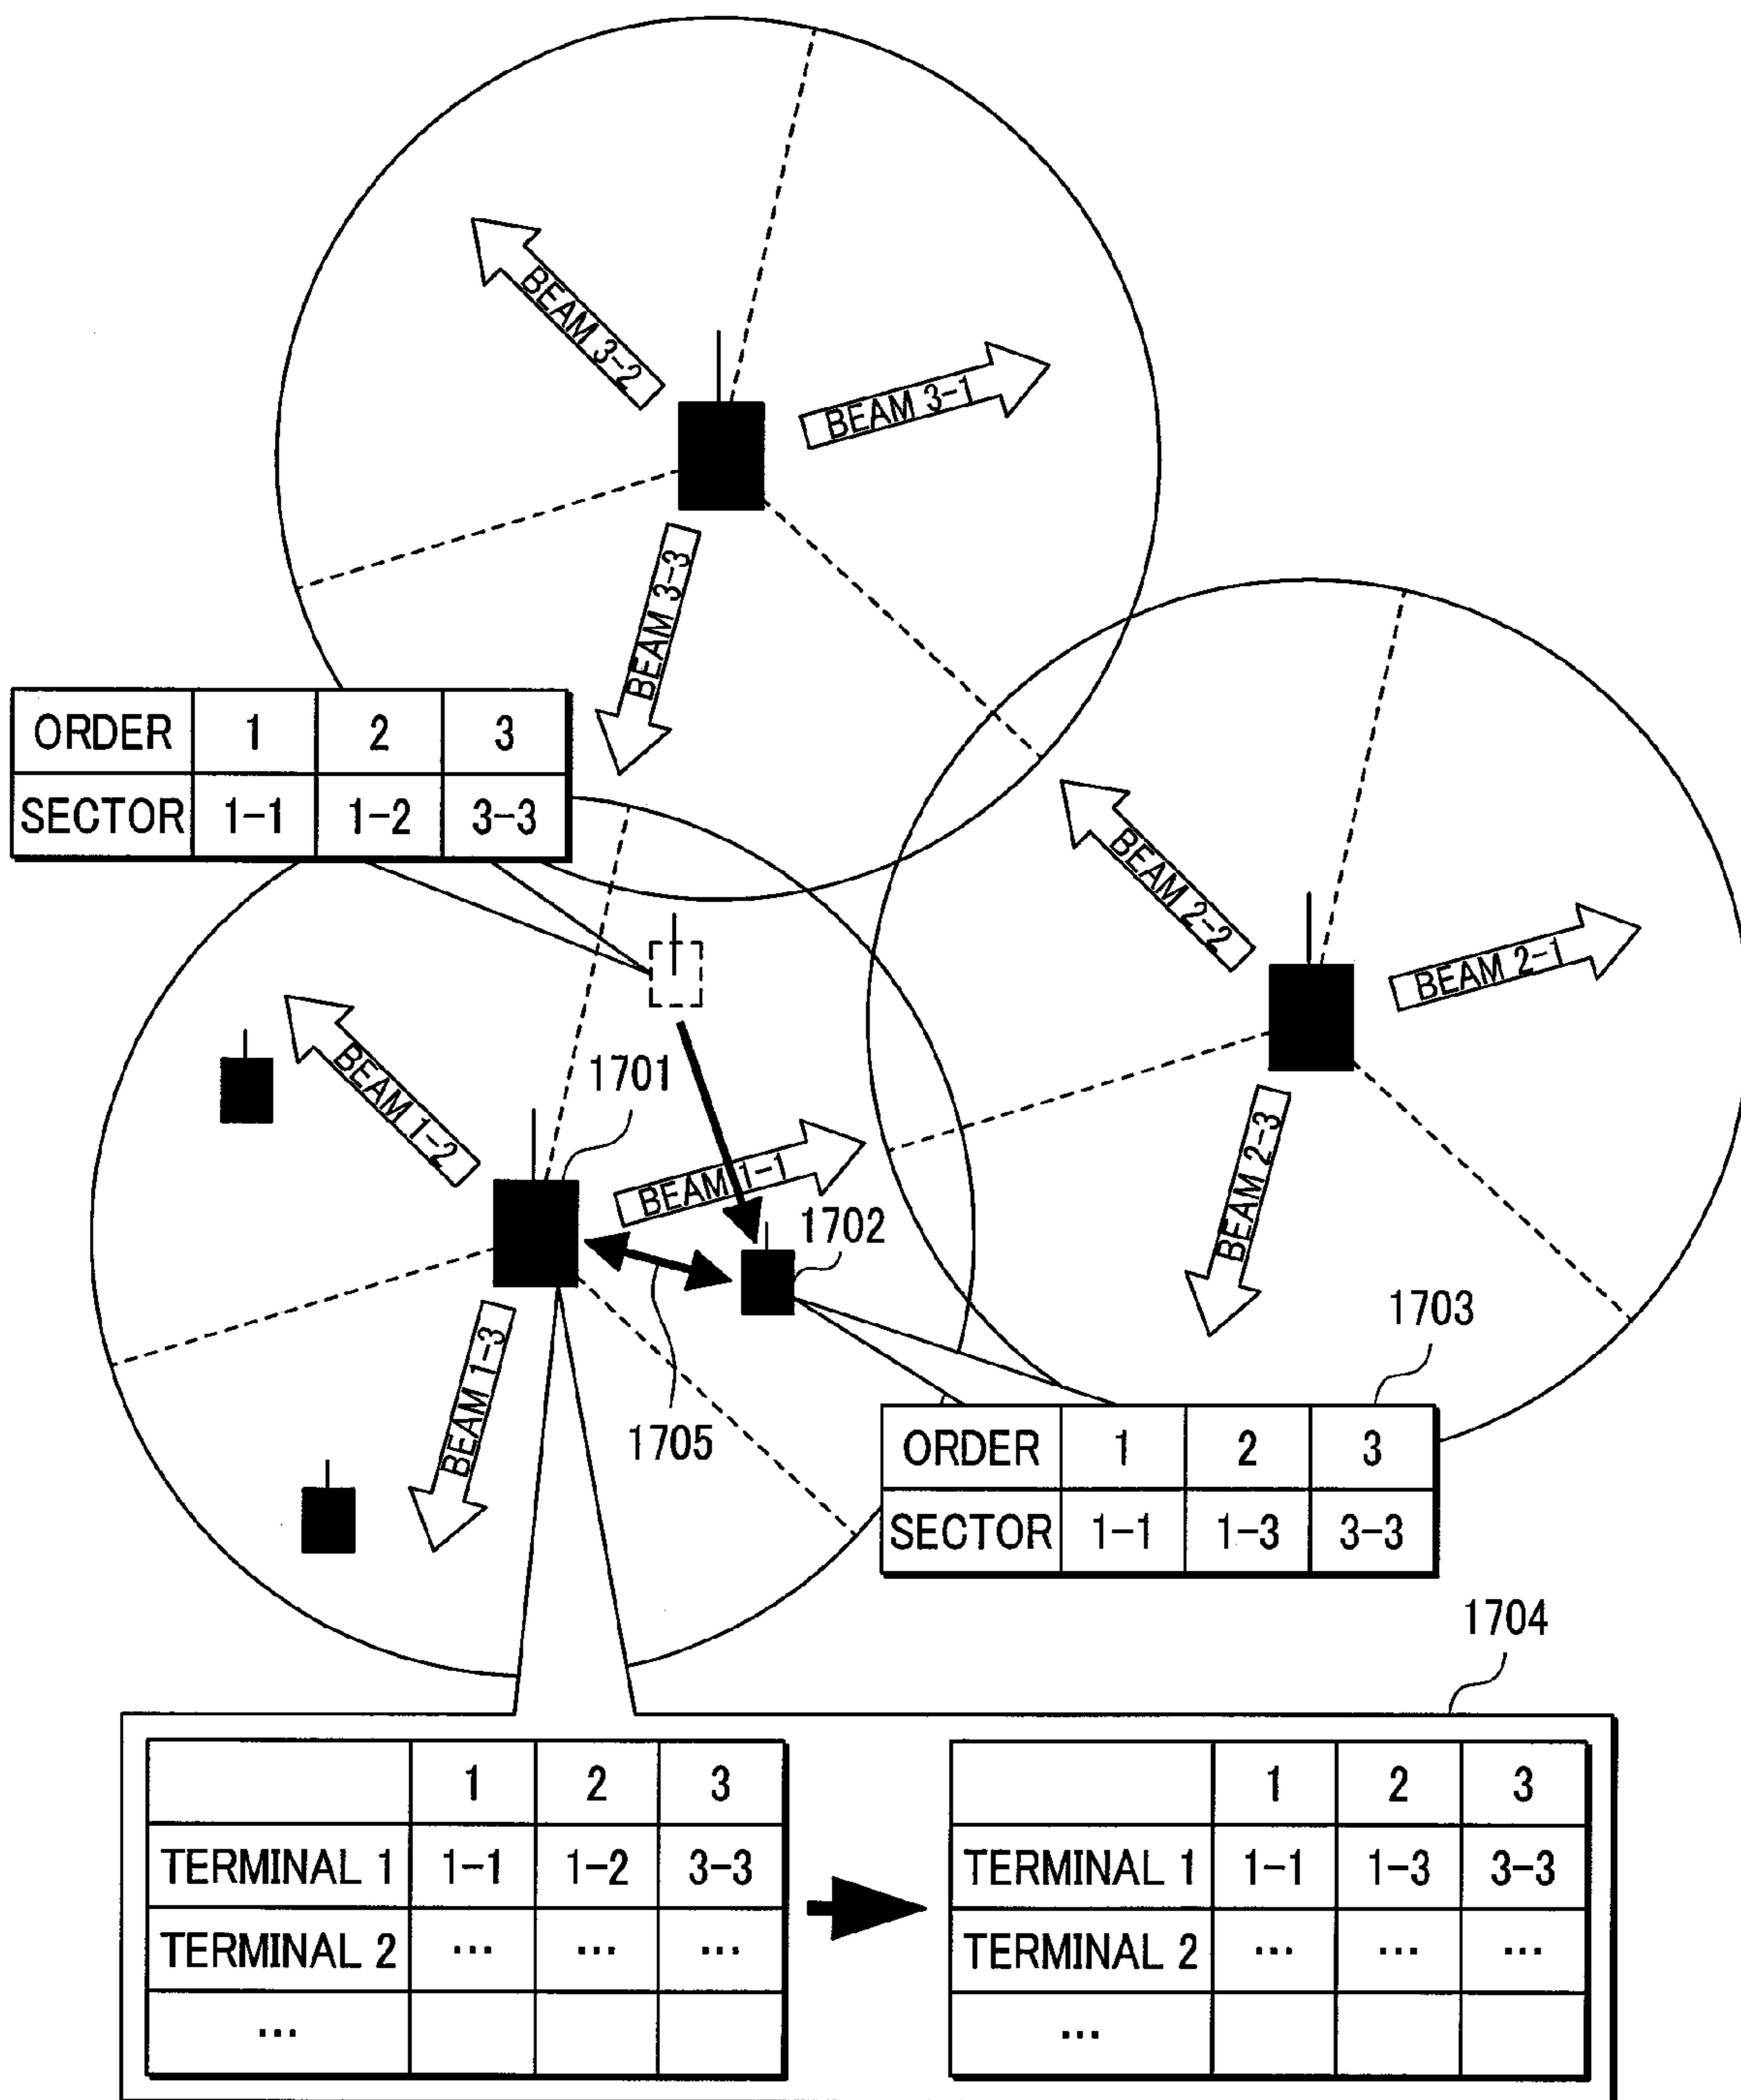 BEAM 3-2
BEAM 3-1
BEAM 3-3
ORDER 1 2 3
SECTOR 1-1 1-2 3-3
BEAM 2-2
BEAM 2-1
BEAM 2-3
BEAM 1-2
1701
BEAM 1-1
1702
BEAM 1-3
1705
1703
ORDER 1 2 3
SECTOR 1-1 1-3 3-3
1704
1 2 3
TERMINAL 1 1-1 1-2 3-3
TERMINAL 2 ... ... ...
...
1 2 3
TERMINAL 1 1-1 1-3 3-3
TERMINAL 2 ... ... ...
...